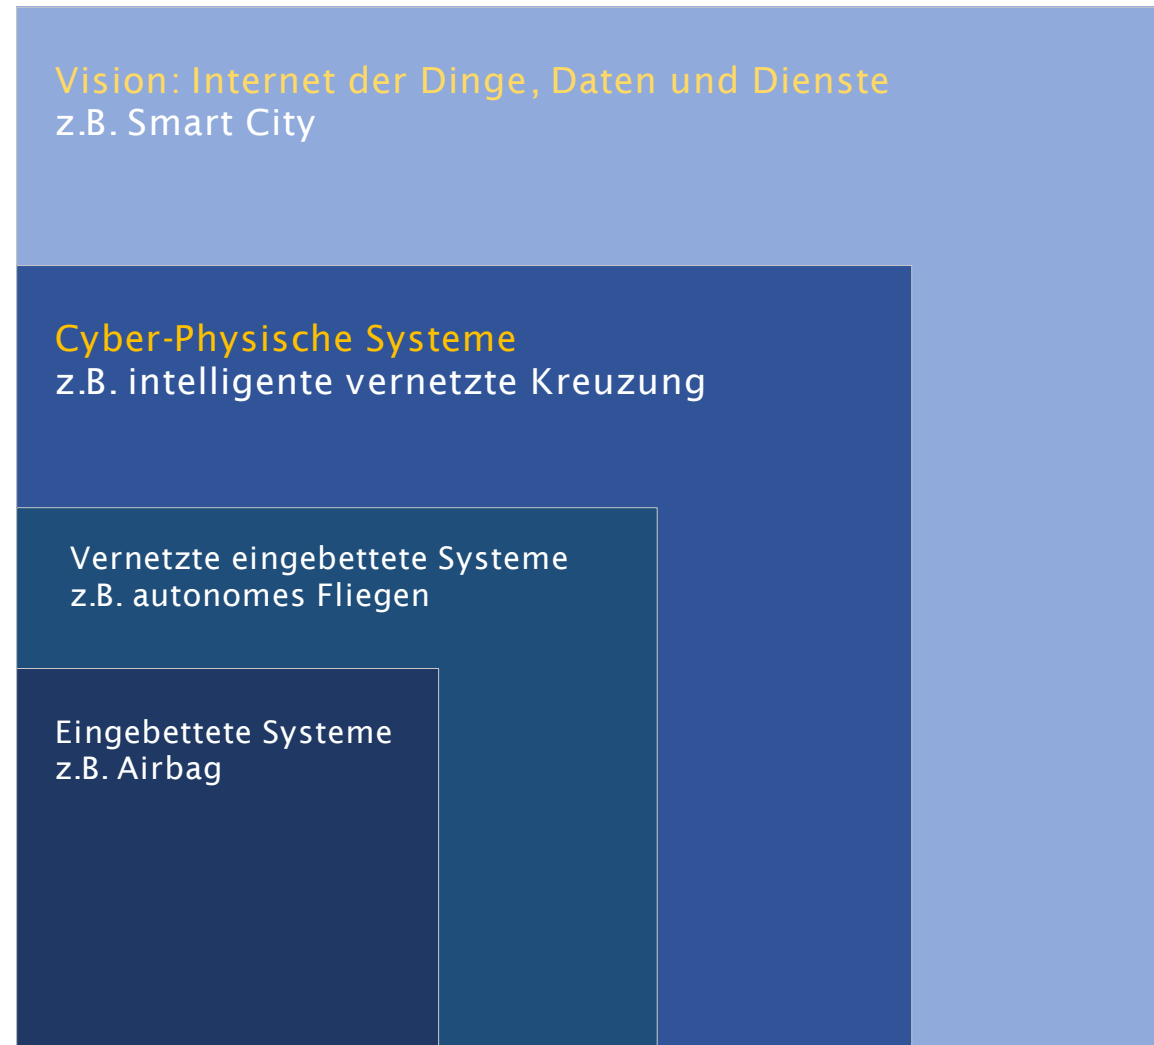 Vision: Internet der Dinge, Daten und Dienste
z.B. Smart City
Cyber-Physische Systeme
z.B. intelligente vernetzte Kreuzung
Vernetzte eingebettete Systeme
z.B. autonomes Fliegen
Eingebettete Systeme
z.B. Airbag